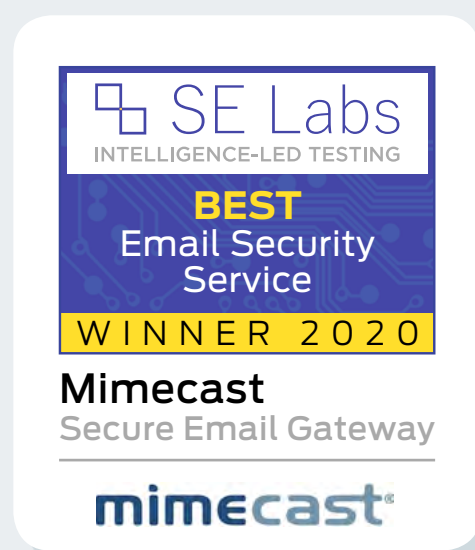 SE Labs
INTELLIGENCE-LED TESTING
BEST
Email Security
Service
WINNER 2020
Mimecast
Secure Email Gateway
mimecast®